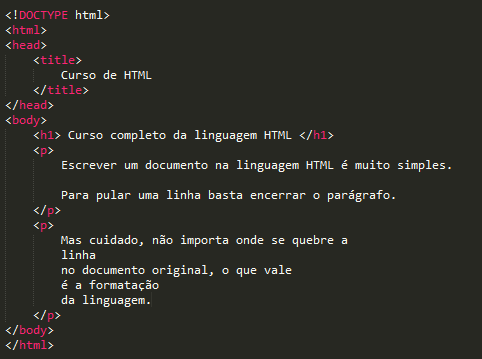 <!DOCTYPE html>
<html>
<head>
<title>
Curso de HTML
</title>
</head>
<body>
<h1> Curso completo da linguagem HTML </h1>
<p>
Escrever um documento na linguagem HTML é muito simples.
Para pular uma linha basta encerrar o parágrafo.
</p>
<p>
Mas cuidado, não importa onde se quebre a
linha
no documento original, o que vale
é a formatação
da linguagem.
</p>
</body>
</html>